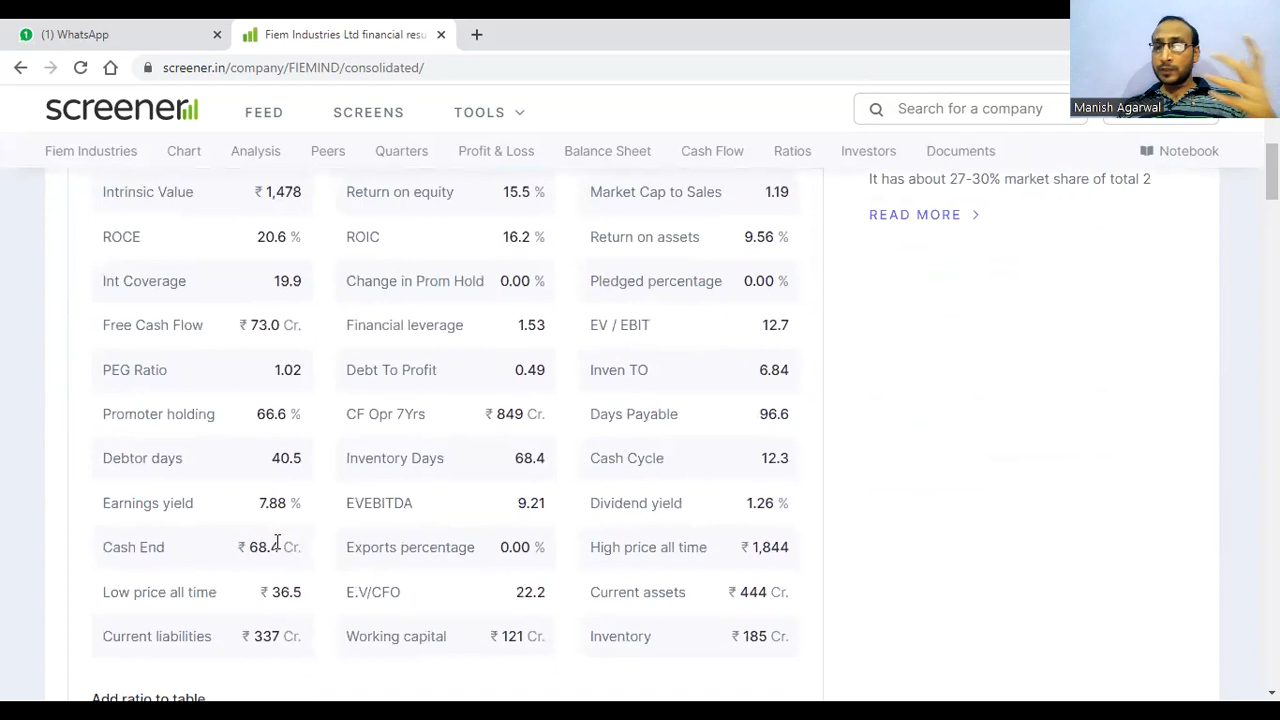 (1) WhatsApp
Fiem Industries Ltd financial resu
screener.in/company/FIEMIND/consolidated/
Manish Agarwal
screener
FEED SCREENS TOOLS
Search for a company
Fiem Industries Chart Analysis Peers Quarters Profit & Loss Balance Sheet Cash Flow Ratios Investors Documents Notebook
Intrinsic Value ₹ 1,478 Return on equity 15.5 % Market Cap to Sales 1.19
It has about 27-30% market share of total 2
READ MORE
ROCE 20.6 % ROIC 16.2 % Return on assets 9.56 %
Int Coverage 19.9 Change in Prom Hold 0.00 % Pledged percentage 0.00 %
Free Cash Flow ₹ 73.0 Cr. Financial leverage 1.53 EV / EBIT 12.7
PEG Ratio 1.02 Debt To Profit 0.49 Inven TO 6.84
Promoter holding 66.6 % CF Opr 7Yrs ₹ 849 Cr. Days Payable 96.6
Debtor days 40.5 Inventory Days 68.4 Cash Cycle 12.3
Earnings yield 7.88 % EVEBITDA 9.21 Dividend yield 1.26 %
Cash End ₹ 68.4 Cr. Exports percentage 0.00 % High price all time ₹ 1,844
Low price all time ₹ 36.5 E.V/CFO 22.2 Current assets ₹ 444 Cr.
Current liabilities ₹ 337 Cr. Working capital ₹ 121 Cr. Inventory ₹ 185 Cr.
Add ratio to table